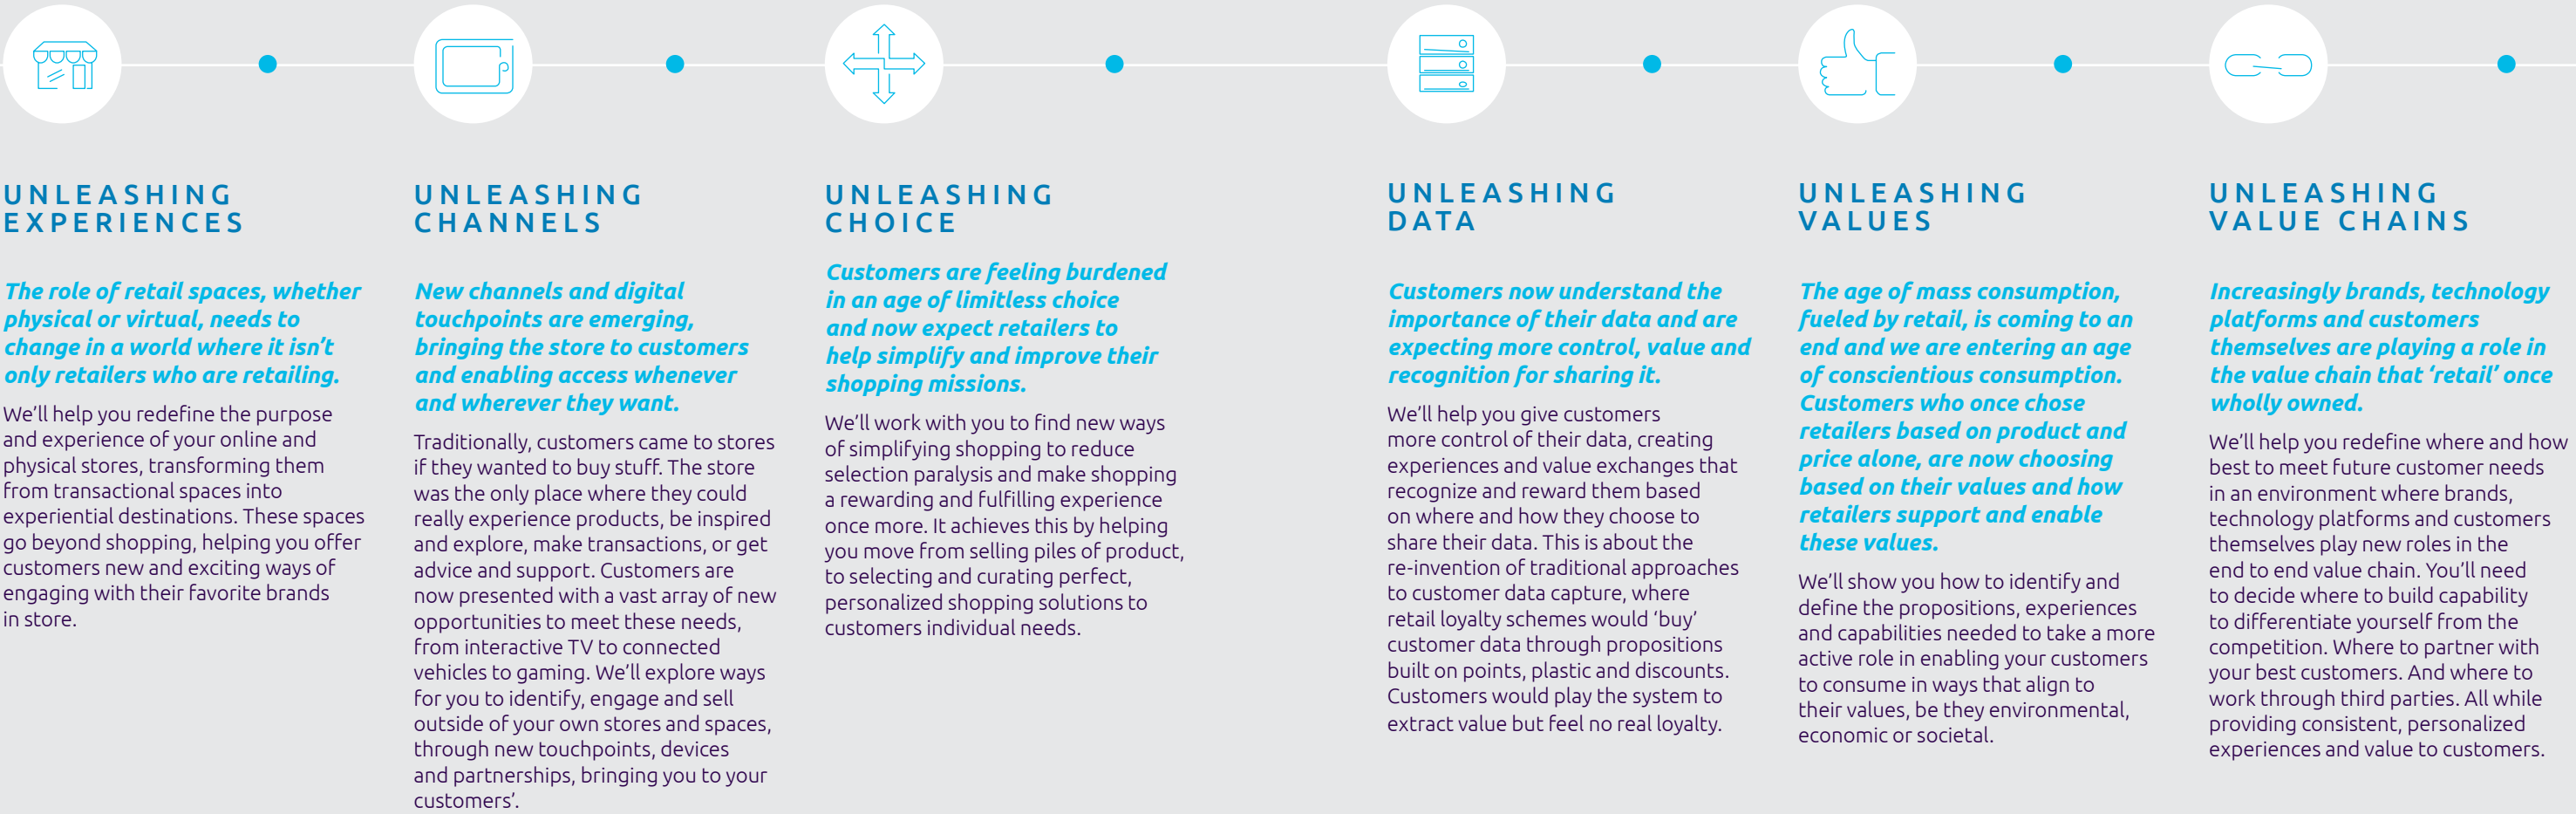 UNLEASHING
EXPERIENCES
The role of retail spaces, whether
physical or virtual, needs to
change in a world where it isn’t
only retailers who are retailing.
We’ll help you redefine the purpose
and experience of your online and
physical stores, transforming them
from transactional spaces into
experiential destinations. These spaces
go beyond shopping, helping you offer
customers new and exciting ways of
engaging with their favorite brands
in store.
UNLEASHING
CHANNELS
New channels and digital
touchpoints are emerging,
bringing the store to customers
and enabling access whenever
and wherever they want.
Traditionally, customers came to stores
if they wanted to buy stuff. The store
was the only place where they could
really experience products, be inspired
and explore, make transactions, or get
advice and support. Customers are
now presented with a vast array of new
opportunities to meet these needs,
from interactive TV to connected
vehicles to gaming. We’ll explore ways
for you to identify, engage and sell
outside of your own stores and spaces,
through new touchpoints, devices
and partnerships, bringing you to your
customers’.
UNLEASHING
CHOICE
Customers are feeling burdened
in an age of limitless choice
and now expect retailers to
help simplify and improve their
shopping missions.
We’ll work with you to find new ways
of simplifying shopping to reduce
selection paralysis and make shopping
a rewarding and fulfilling experience
once more. It achieves this by helping
you move from selling piles of product,
to selecting and curating perfect,
personalized shopping solutions to
customers individual needs.
UNLEASHING
DATA
Customers now understand the
importance of their data and are
expecting more control, value and
recognition for sharing it.
We’ll help you give customers
more control of their data, creating
experiences and value exchanges that
recognize and reward them based
on where and how they choose to
share their data. This is about the
re-invention of traditional approaches
to customer data capture, where
retail loyalty schemes would ‘buy’
customer data through propositions
built on points, plastic and discounts.
Customers would play the system to
extract value but feel no real loyalty.
UNLEASHING
VALUES
The age of mass consumption,
fueled by retail, is coming to an
end and we are entering an age
of conscientious consumption.
Customers who once chose
retailers based on product and
price alone, are now choosing
based on their values and how
retailers support and enable
these values.
We’ll show you how to identify and
define the propositions, experiences
and capabilities needed to take a more
active role in enabling your customers
to consume in ways that align to
their values, be they environmental,
economic or societal.
UNLEASHING
VALUE CHAINS
Increasingly brands, technology
platforms and customers
themselves are playing a role in
the value chain that ‘retail’ once
wholly owned.
We’ll help you redefine where and how
best to meet future customer needs
in an environment where brands,
technology platforms and customers
themselves play new roles in the
end to end value chain. You’ll need
to decide where to build capability
to differentiate yourself from the
competition. Where to partner with
your best customers. And where to
work through third parties. All while
providing consistent, personalized
experiences and value to customers.